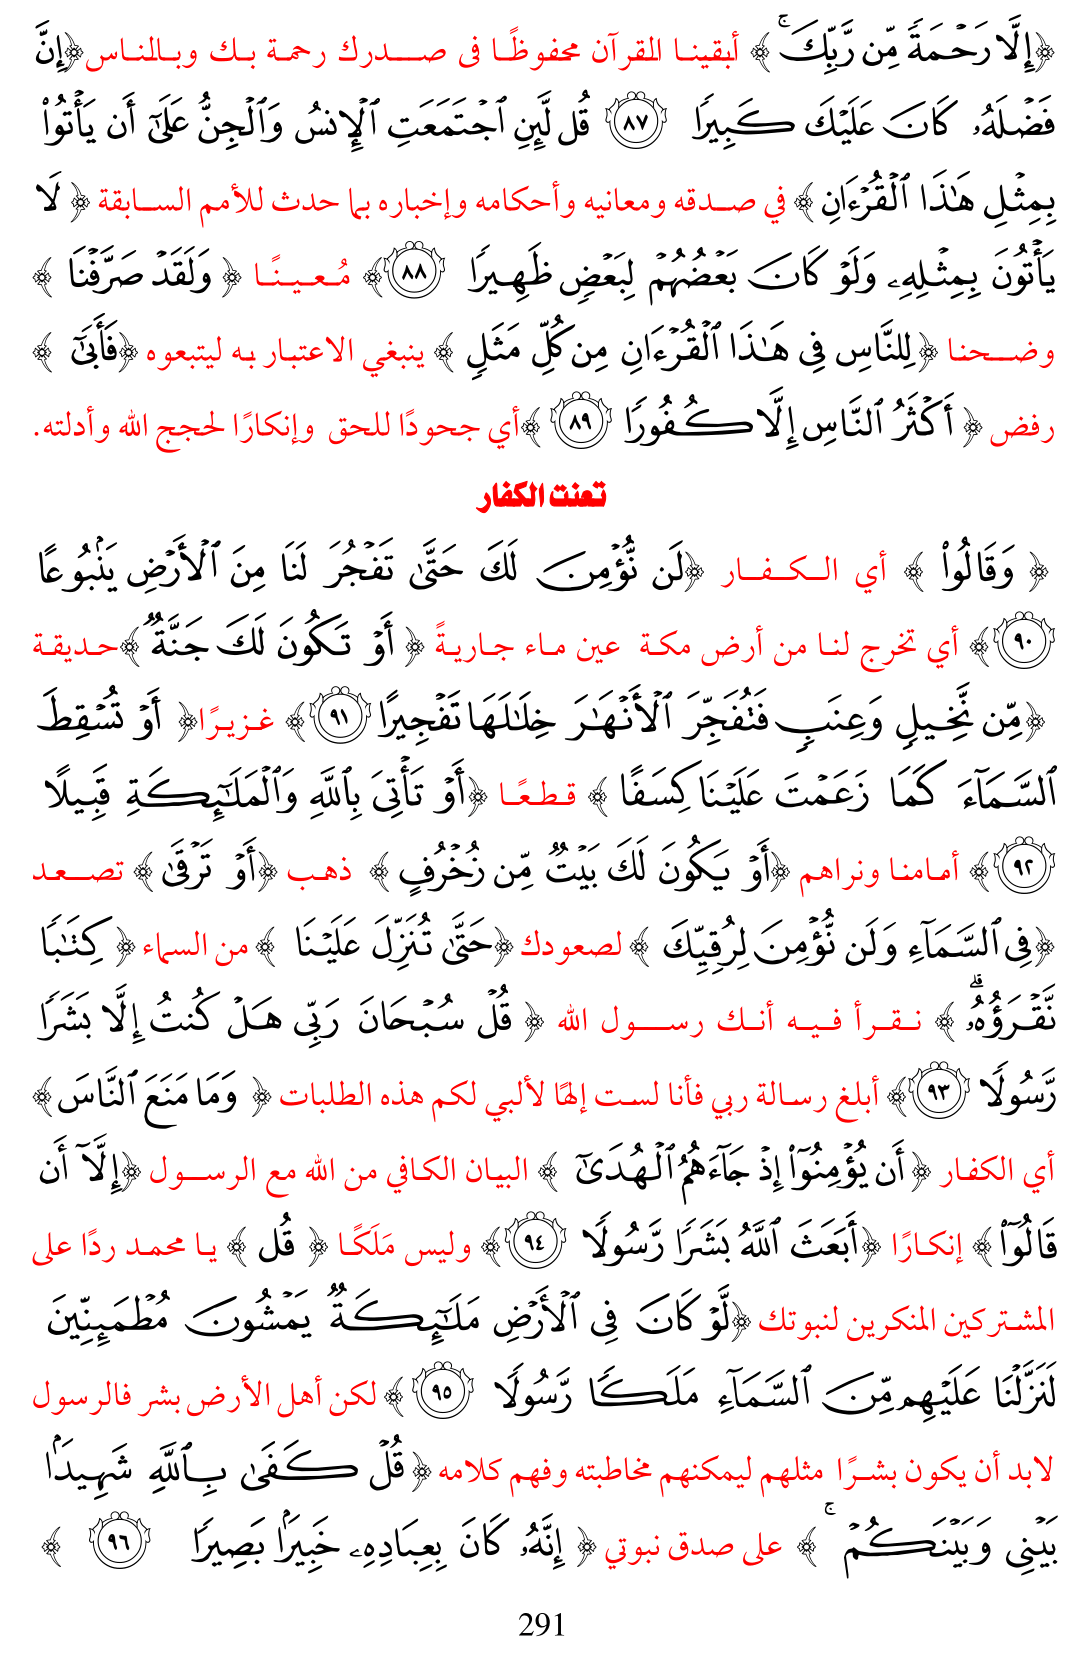 ﴿إِلَّا رَحْمَةً مِّن رَّبِّكَ ۚ ﴾ أبقينا القرآن محفوظًا فى صدرك رحمة بك وبالناس ﴿إِنَّ
فَضْلَهُۥ كَانَ عَلَيْكَ كَبِيرًا ٨٧ قُل لَّئِنِ ٱجْتَمَعَتِ ٱلْإِنسُ وَٱلْجِنُّ عَلَىٰٓ أَن يَأْتُوا۟
بِمِثْلِ هَٰذَا ٱلْقُرْءَانِ﴾ في صدقه ومعانيه وأحكامه وإخباره بما حدث للأمم السابقة ﴿ لَا
يَأْتُونَ بِمِثْلِهِۦ وَلَوْ كَانَ بَعْضُهُمْ لِبَعْضٍ ظَهِيرًا ٨٨﴾ مُعينًا ﴿ وَلَقَدْ صَرَّفْنَا ﴾
وضحنا ﴿لِلنَّاسِ فِى هَٰذَا ٱلْقُرْءَانِ مِن كُلِّ مَثَلٍ ﴾ ينبغي الاعتبار به ليتبعوه ﴿فَأَبَىٰٓ ﴾
رفض ﴿ أَكْثَرُ ٱلنَّاسِ إِلَّا كُفُورًا ٨٩ ﴾أي جحودًا للحق وإنكارًا لحجج الله وأدلته.
تعنت الكفار
﴿ وَقَالُوا۟ ﴾ أي الكفار ﴿لَن نُّؤْمِنَ لَكَ حَتَّىٰ تَفْجُرَ لَنَا مِنَ ٱلْأَرْضِ يَنۢبُوعًا
٩٠﴾ أي تخرج لنا من أرض مكة عين ماء جاريةً ﴿ أَوْ تَكُونَ لَكَ جَنَّةٌ ﴾حديقة
﴿مِّن نَّخِيلٍ وَعِنَبٍ فَتُفَجِّرَ ٱلْأَنْهَٰرَ خِلَٰلَهَا تَفْجِيرًا ٩١﴾ غزيرًا﴿ أَوْ تُسْقِطَ
ٱلسَّمَآءَ كَمَا زَعَمْتَ عَلَيْنَا كِسَفًا ﴾ قطعًا ﴿أَوْ تَأْتِىَ بِٱللَّهِ وَٱلْمَلَٰٓئِكَةِ قَبِيلًا
٩٢﴾ أمامنا ونراهم ﴿أَوْ يَكُونَ لَكَ بَيْتٌ مِّن زُخْرُفٍ ﴾ ذهب ﴿أَوْ تَرْقَىٰ ﴾ تصعد
﴿فِى ٱلسَّمَآءِ وَلَن نُّؤْمِنَ لِرُقِيِّكَ ﴾ لصعودك ﴿حَتَّىٰ تُنَزِّلَ عَلَيْنَا ﴾ من السماء ﴿ كِتَٰبًا
نَّقْرَؤُهُۥ ۗ ﴾ نقرأ فيه أنك رسول الله ﴿ قُلْ سُبْحَانَ رَبِّى هَلْ كُنتُ إِلَّا بَشَرًا
رَّسُولًا ٩٣﴾ أبلغ رسالة ربي فأنا لست إلهًا لألبي لكم هذه الطلبات ﴿ وَمَا مَنَعَ ٱلنَّاسَ ﴾
أي الكفار ﴿ أَن يُؤْمِنُوٓا۟ إِذْ جَآءَهُمُ ٱلْهُدَىٰٓ ﴾ البيان الكافي من الله مع الرسول ﴿إِلَّآ أَن
قَالُوٓا۟ ﴾ إنكارًا ﴿أَبَعَثَ ٱللَّهُ بَشَرًا رَّسُولًا ٩٤﴾ وليس مَلَكًا ﴿ قُل ﴾ يا محمد ردًا على
المشتركين المنكرين لنبوتك ﴿لَّوْ كَانَ فِى ٱلْأَرْضِ مَلَٰٓئِكَةٌ يَمْشُونَ مُطْمَئِنِّينَ
لَنَزَّلْنَا عَلَيْهِم مِّنَ ٱلسَّمَآءِ مَلَكًا رَّسُولًا ٩٥ ﴾ لكن أهل الأرض بشر فالرسول
لابد أن يكون بشرًا مثلهم ليمكنهم مخاطبته وفهم كلامه ﴿ قُلْ كَفَىٰ بِٱللَّهِ شَهِيدًۢا
بَيْنِى وَبَيْنَكُمْ ۚ ﴾ على صدق نبوتي ﴿ إِنَّهُۥ كَانَ بِعِبَادِهِۦ خَبِيرًۢا بَصِيرًا ٩٦ ﴾
291